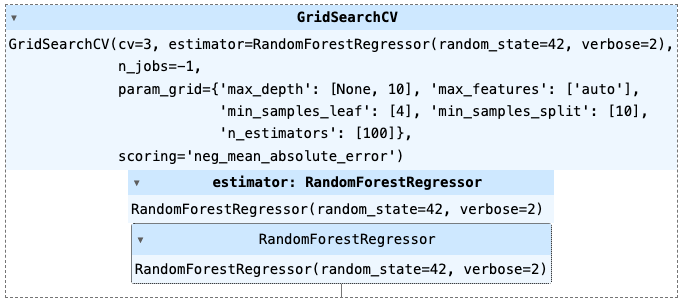 GridSearchCV
GridSearchCV(cv=3, estimator=RandomForestRegressor(random_state=42, verbose=2),
n_jobs=-1,
param_grid={'max_depth': [None, 10], 'max_features': ['auto'],
'min_samples_leaf': [4], 'min_samples_split': [10],
'n_estimators': [100]},
scoring='neg_mean_absolute_error')
estimator: RandomForestRegressor
RandomForestRegressor(random_state=42, verbose=2)
RandomForestRegressor
RandomForestRegressor(random_state=42, verbose=2)